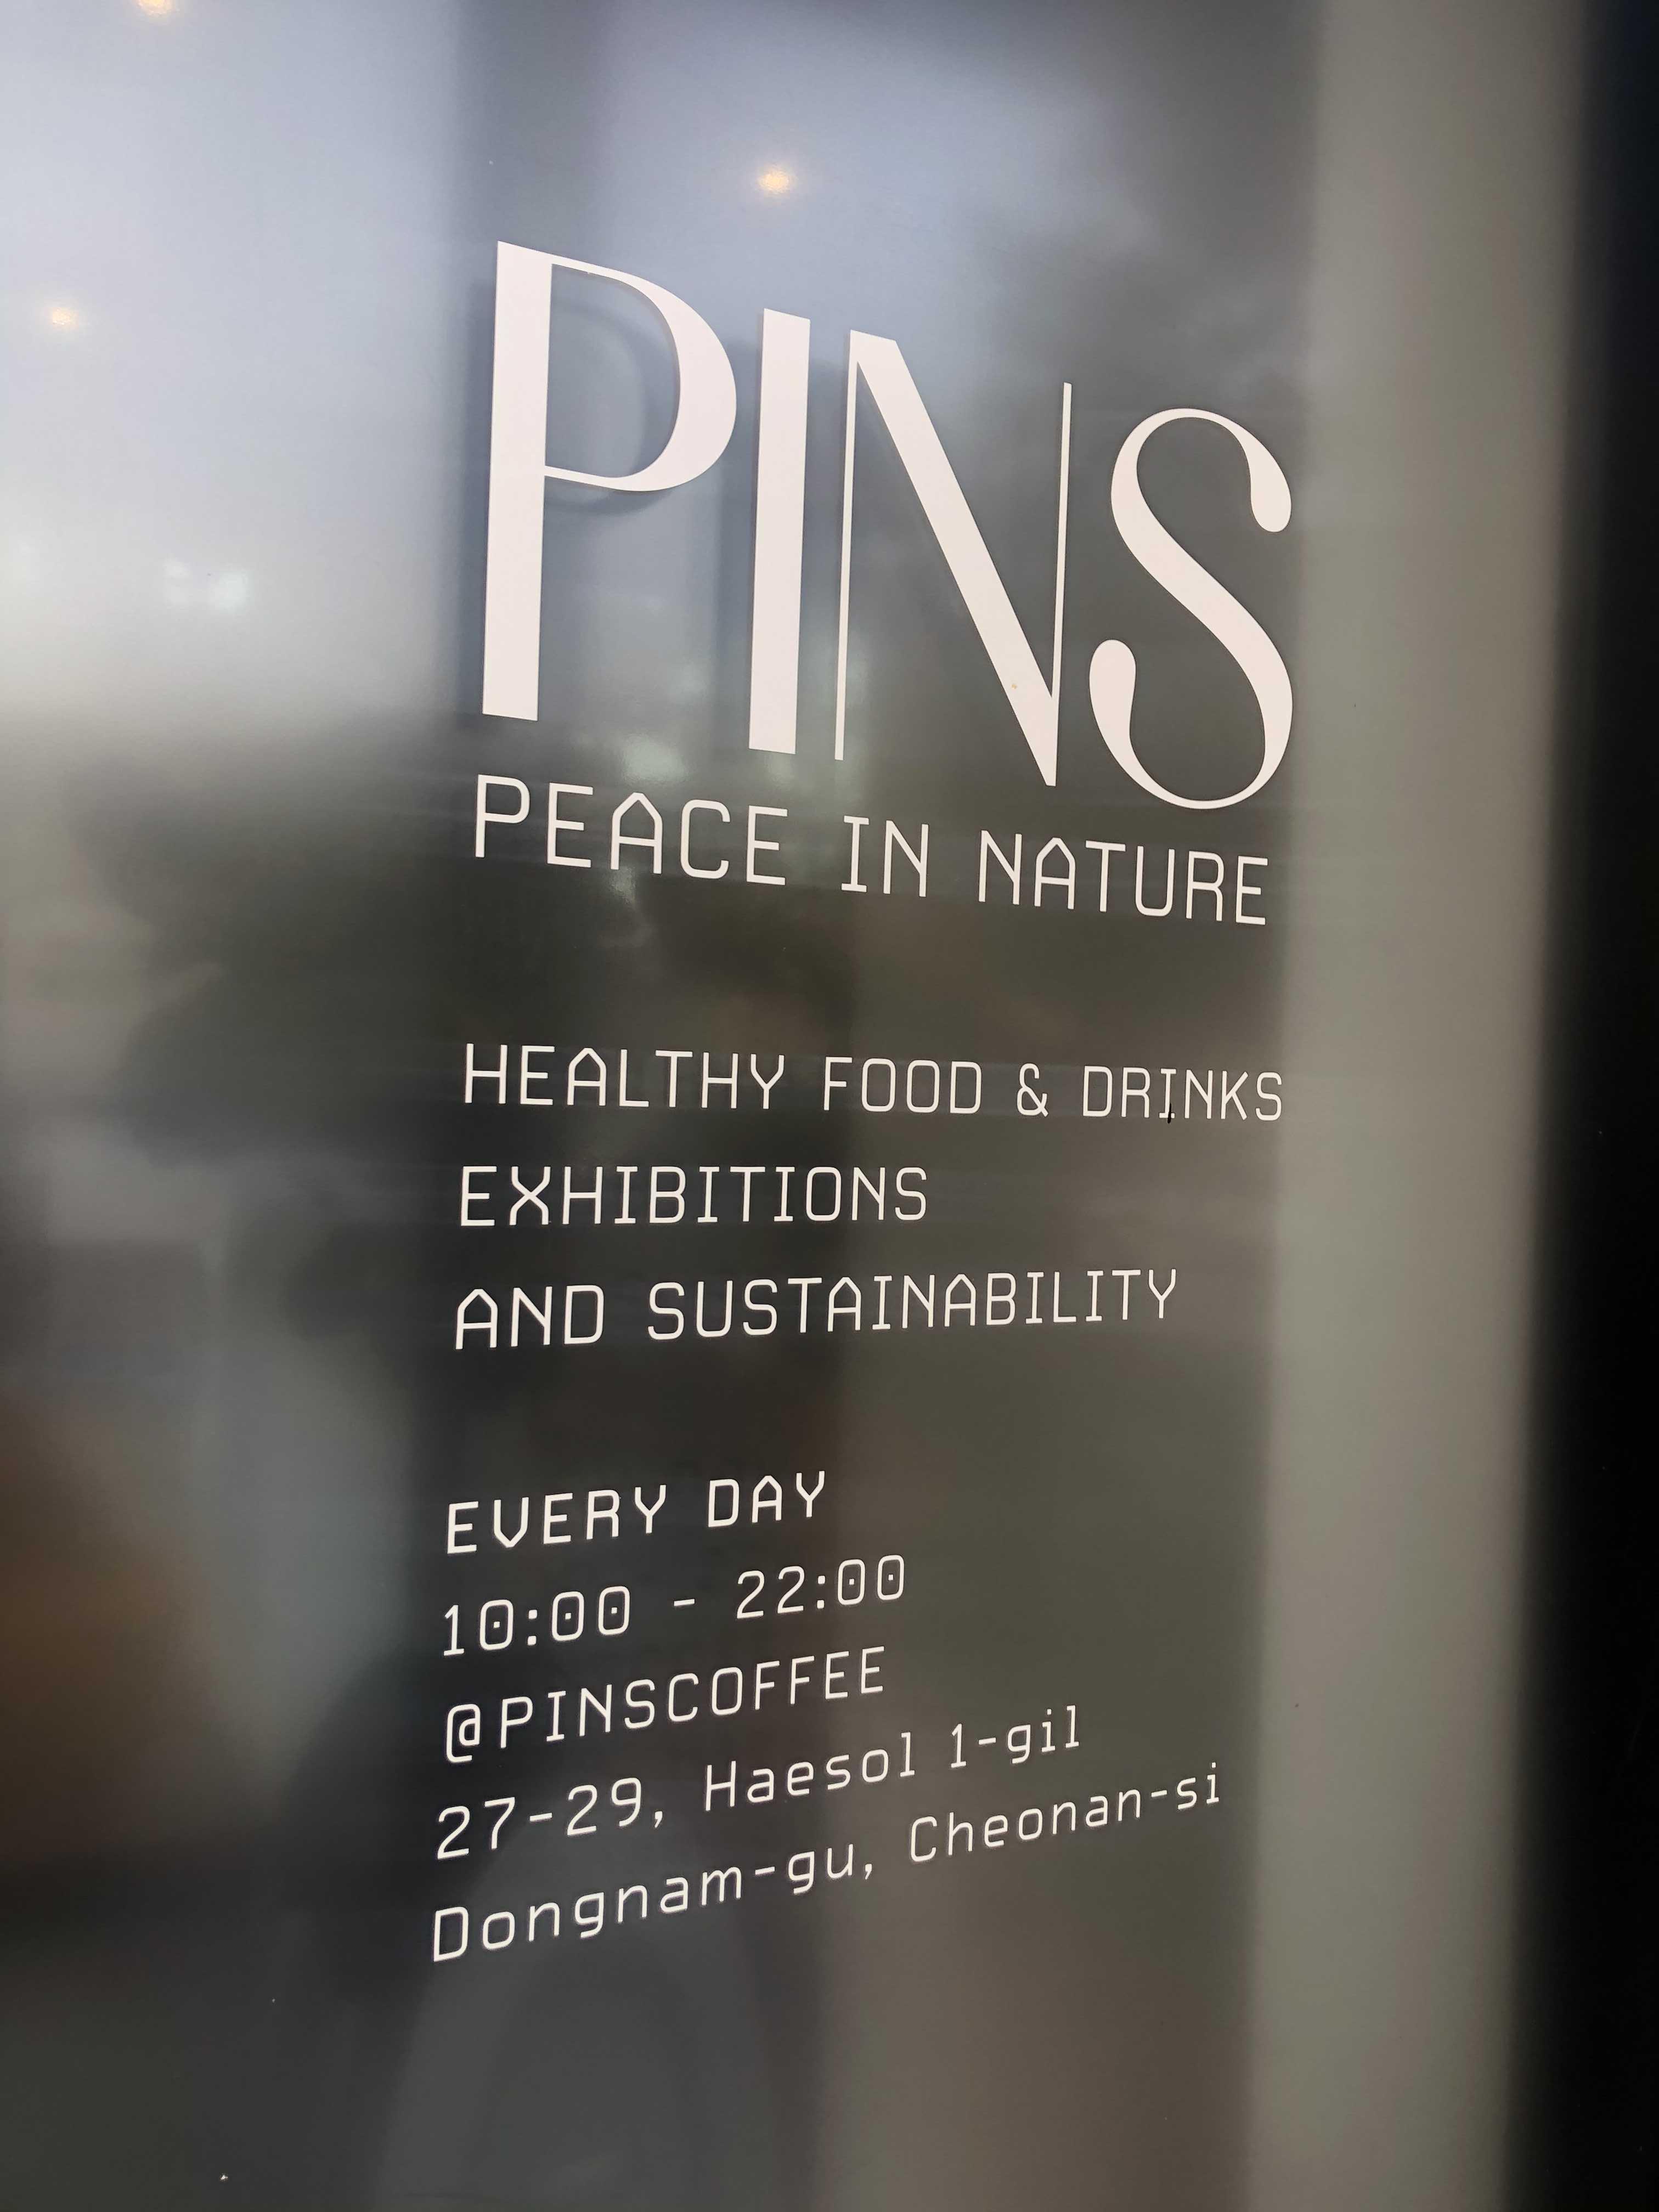 PINS
PEACE IN NATURE
HEALTHY FOOD & DRINKS
EXHIBITIONS
AND SUSTAINABILITY
EVERY DAY
10:00 - 22:00
@PINSCOFFEE
27-29, Haesol 1-gil
Dongnam-gu, Cheonan-si